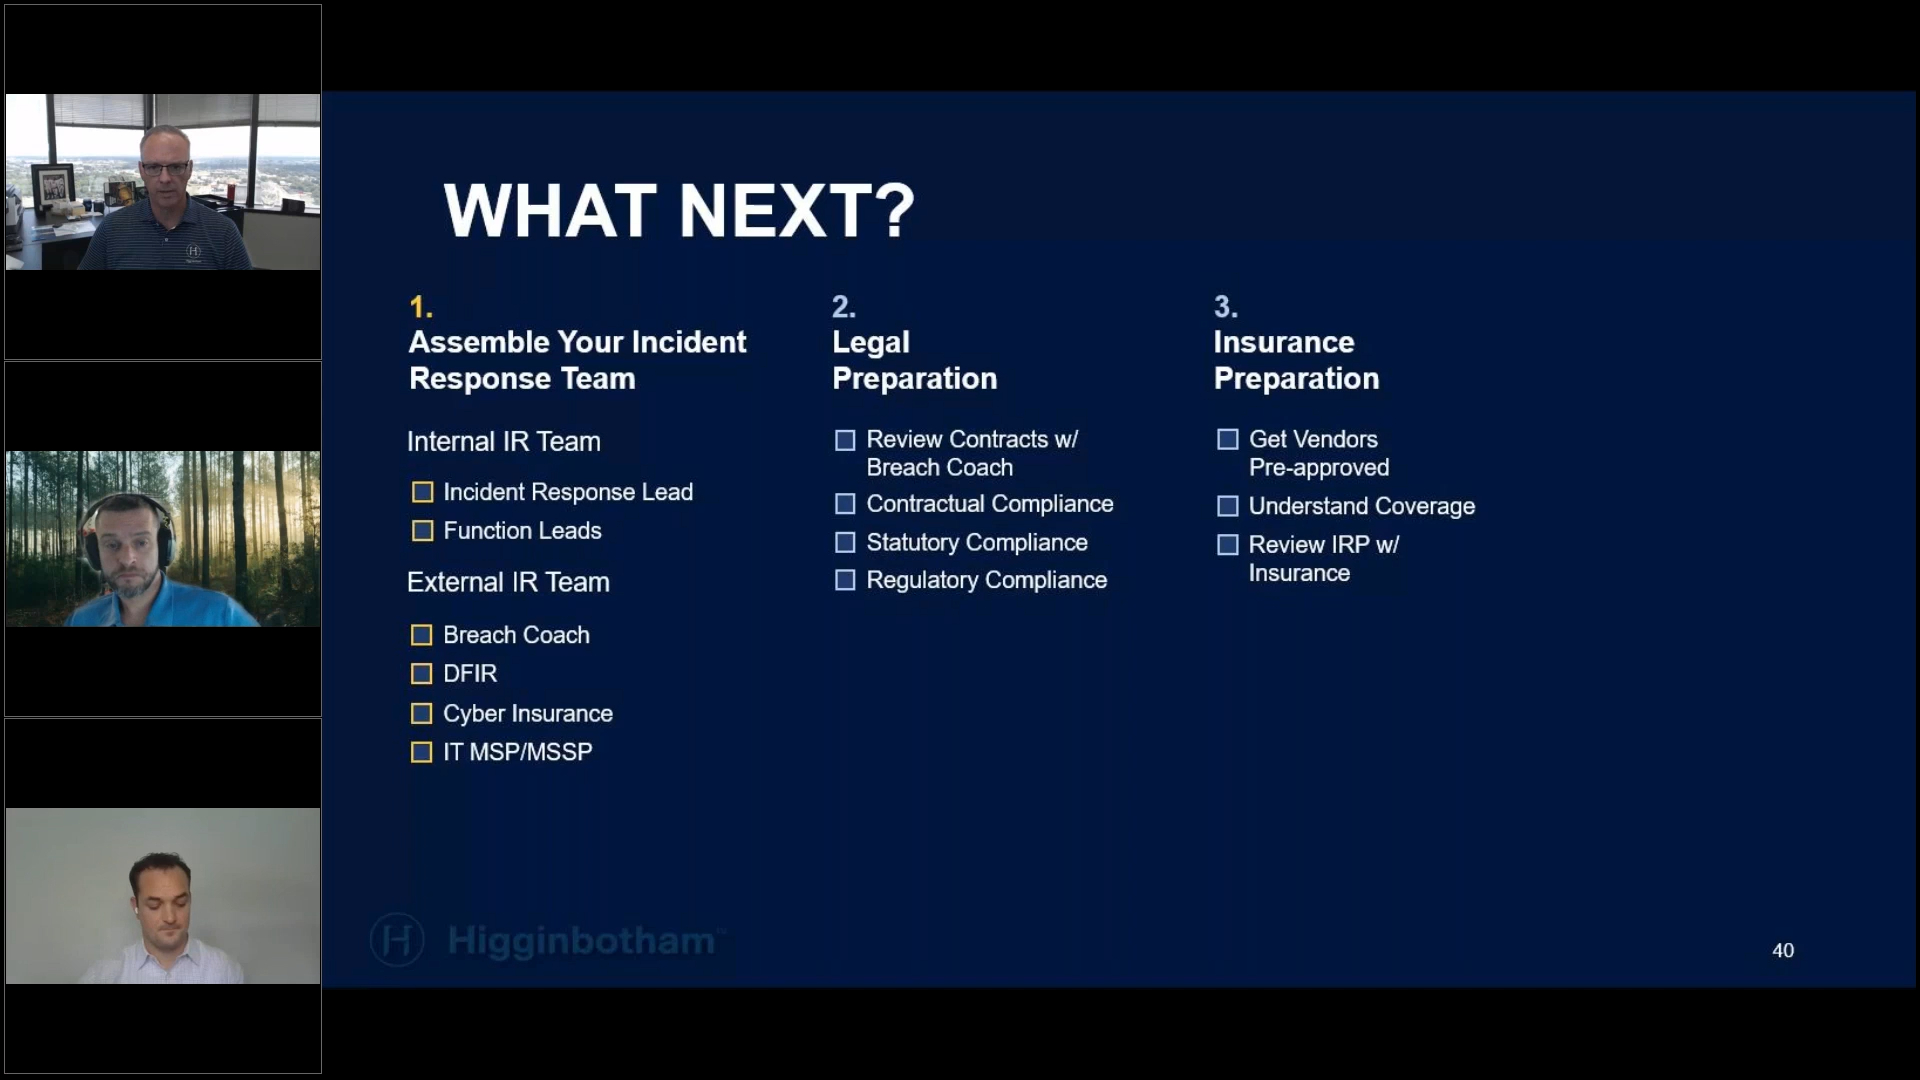 WHAT NEXT?
1.
Assemble Your Incident
Response Team
Internal IR Team
Incident Response Lead
Function Leads
External IR Team
Breach Coach
DFIR
Cyber Insurance
IT MSP/MSSP
2.
Legal
Preparation
Review Contracts w/
Breach Coach
Contractual Compliance
Statutory Compliance
Regulatory Compliance
3.
Insurance
Preparation
Get Vendors
Pre-approved
Understand Coverage
Review IRP w/
Insurance
H Higginbotham™
40